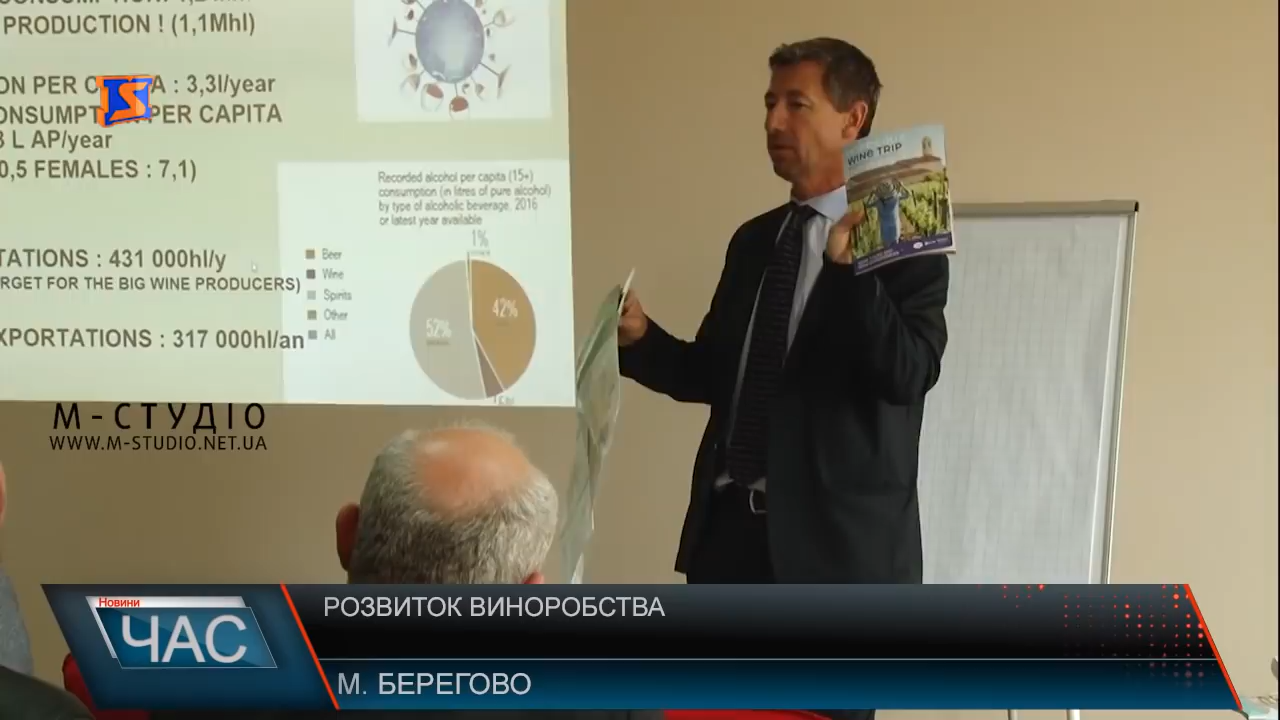 PRODUCTION ! (1,1Mhl)
ON PER : 3,3l/year
PER CAPITA
L AP/year
0,5 FEMALES : 7,1)
TATIONS : 431 000hl/y
RGET FOR THE BIG WINE PRODUCERS)
XPORTATIONS : 317 000hl/an
Recorded alcohol per capita (15+)
consumption (in litres of pure alcohol)
by type of alcoholic beverage, 2016
or latest year available
Beer
Wine
Spirits
Other
All
1%
42%
52%
WINE TRIP
М-СТУДІО
WWW.M-STUDIO.NET.UA
Новини
ЧАС
РОЗВИТОК ВИНОРОБСТВА
М. БЕРЕГОВО